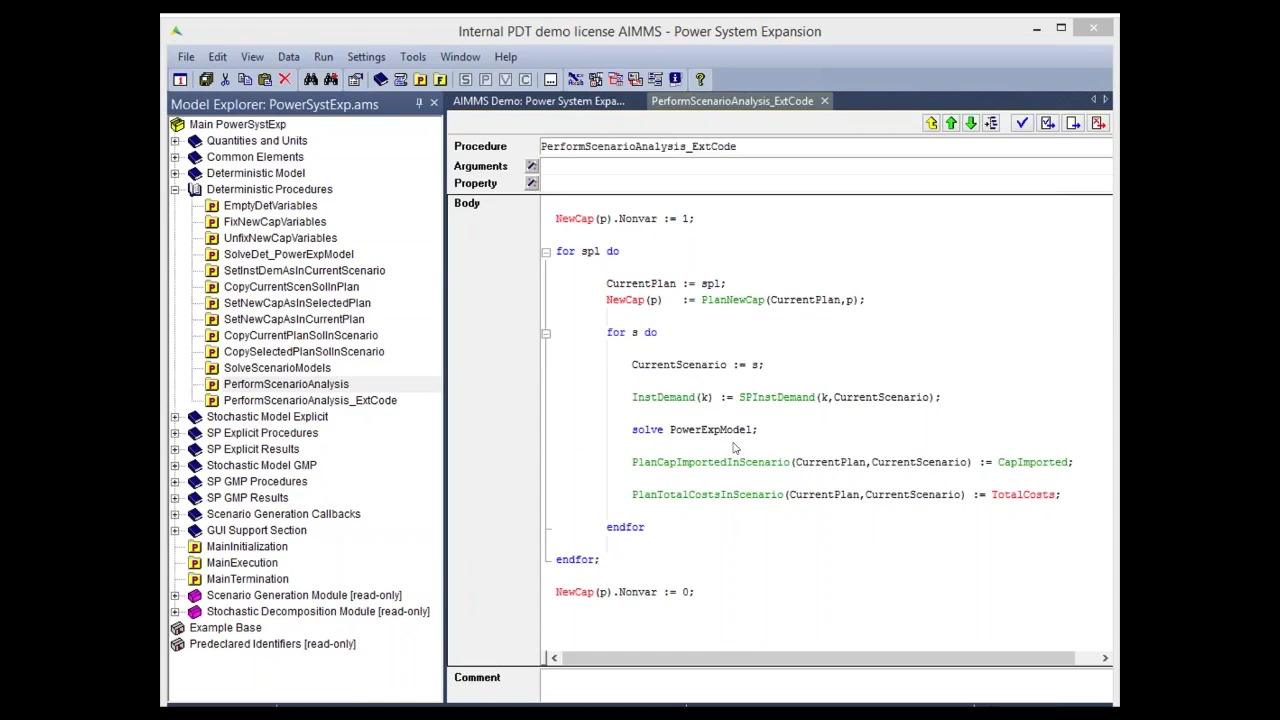 Internal PDT demo license AIMMS - Power System Expansion
File Edit View Data Run Settings Tools Window Help
Model Explorer: PowerSystExp.ams
AIMMS Demo: Power System Expa...
PerformScenarioAnalysis_ExtCode
Main PowerSystExp
Quantities and Units
Common Elements
Deterministic Model
Deterministic Procedures
EmptyDetVariables
FixNewCapVariables
UnfixNewCapVariables
SolveDet_PowerExpModel
SetInstDemAsInCurrentScenario
CopyCurrentScenSolInPlan
SetNewCapAsInSelectedPlan
SetNewCapAsInCurrentPlan
CopyCurrentPlanSolInScenario
CopySelectedPlanSolInScenario
SolveScenarioModels
PerformScenarioAnalysis
PerformScenarioAnalysis_ExtCode
Stochastic Model Explicit
SP Explicit Procedures
SP Explicit Results
Stochastic Model GMP
SP GMP Procedures
SP GMP Results
Scenario Generation Callbacks
GUI Support Section
MainInitialization
MainExecution
MainTermination
Scenario Generation Module [read-only]
Stochastic Decomposition Module [read-only]
Example Base
Predeclared Identifiers [read-only]
Procedure PerformScenarioAnalysis_ExtCode
Arguments
Property
Body
NewCap(p).Nonvar := 1;
for spl do
CurrentPlan := spl;
NewCap(p) := PlanNewCap(CurrentPlan,p);
for s do
CurrentScenario := s;
InstDemand(k) := SPInstDemand(k,CurrentScenario);
solve PowerExpModel;
PlanCapImportedInScenario(CurrentPlan,CurrentScenario) := CapImported;
PlanTotalCostsInScenario(CurrentPlan,CurrentScenario) := TotalCosts;
endfor
endfor;
NewCap(p).Nonvar := 0;
Comment